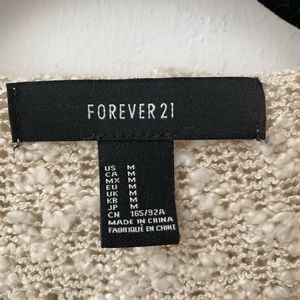 FOREVER 21
US M
CA M
MX M
EU M
UK M
KR M
JP M
CN 165/92A
MADE IN CHINA
FABRIQUÉ EN CHINE